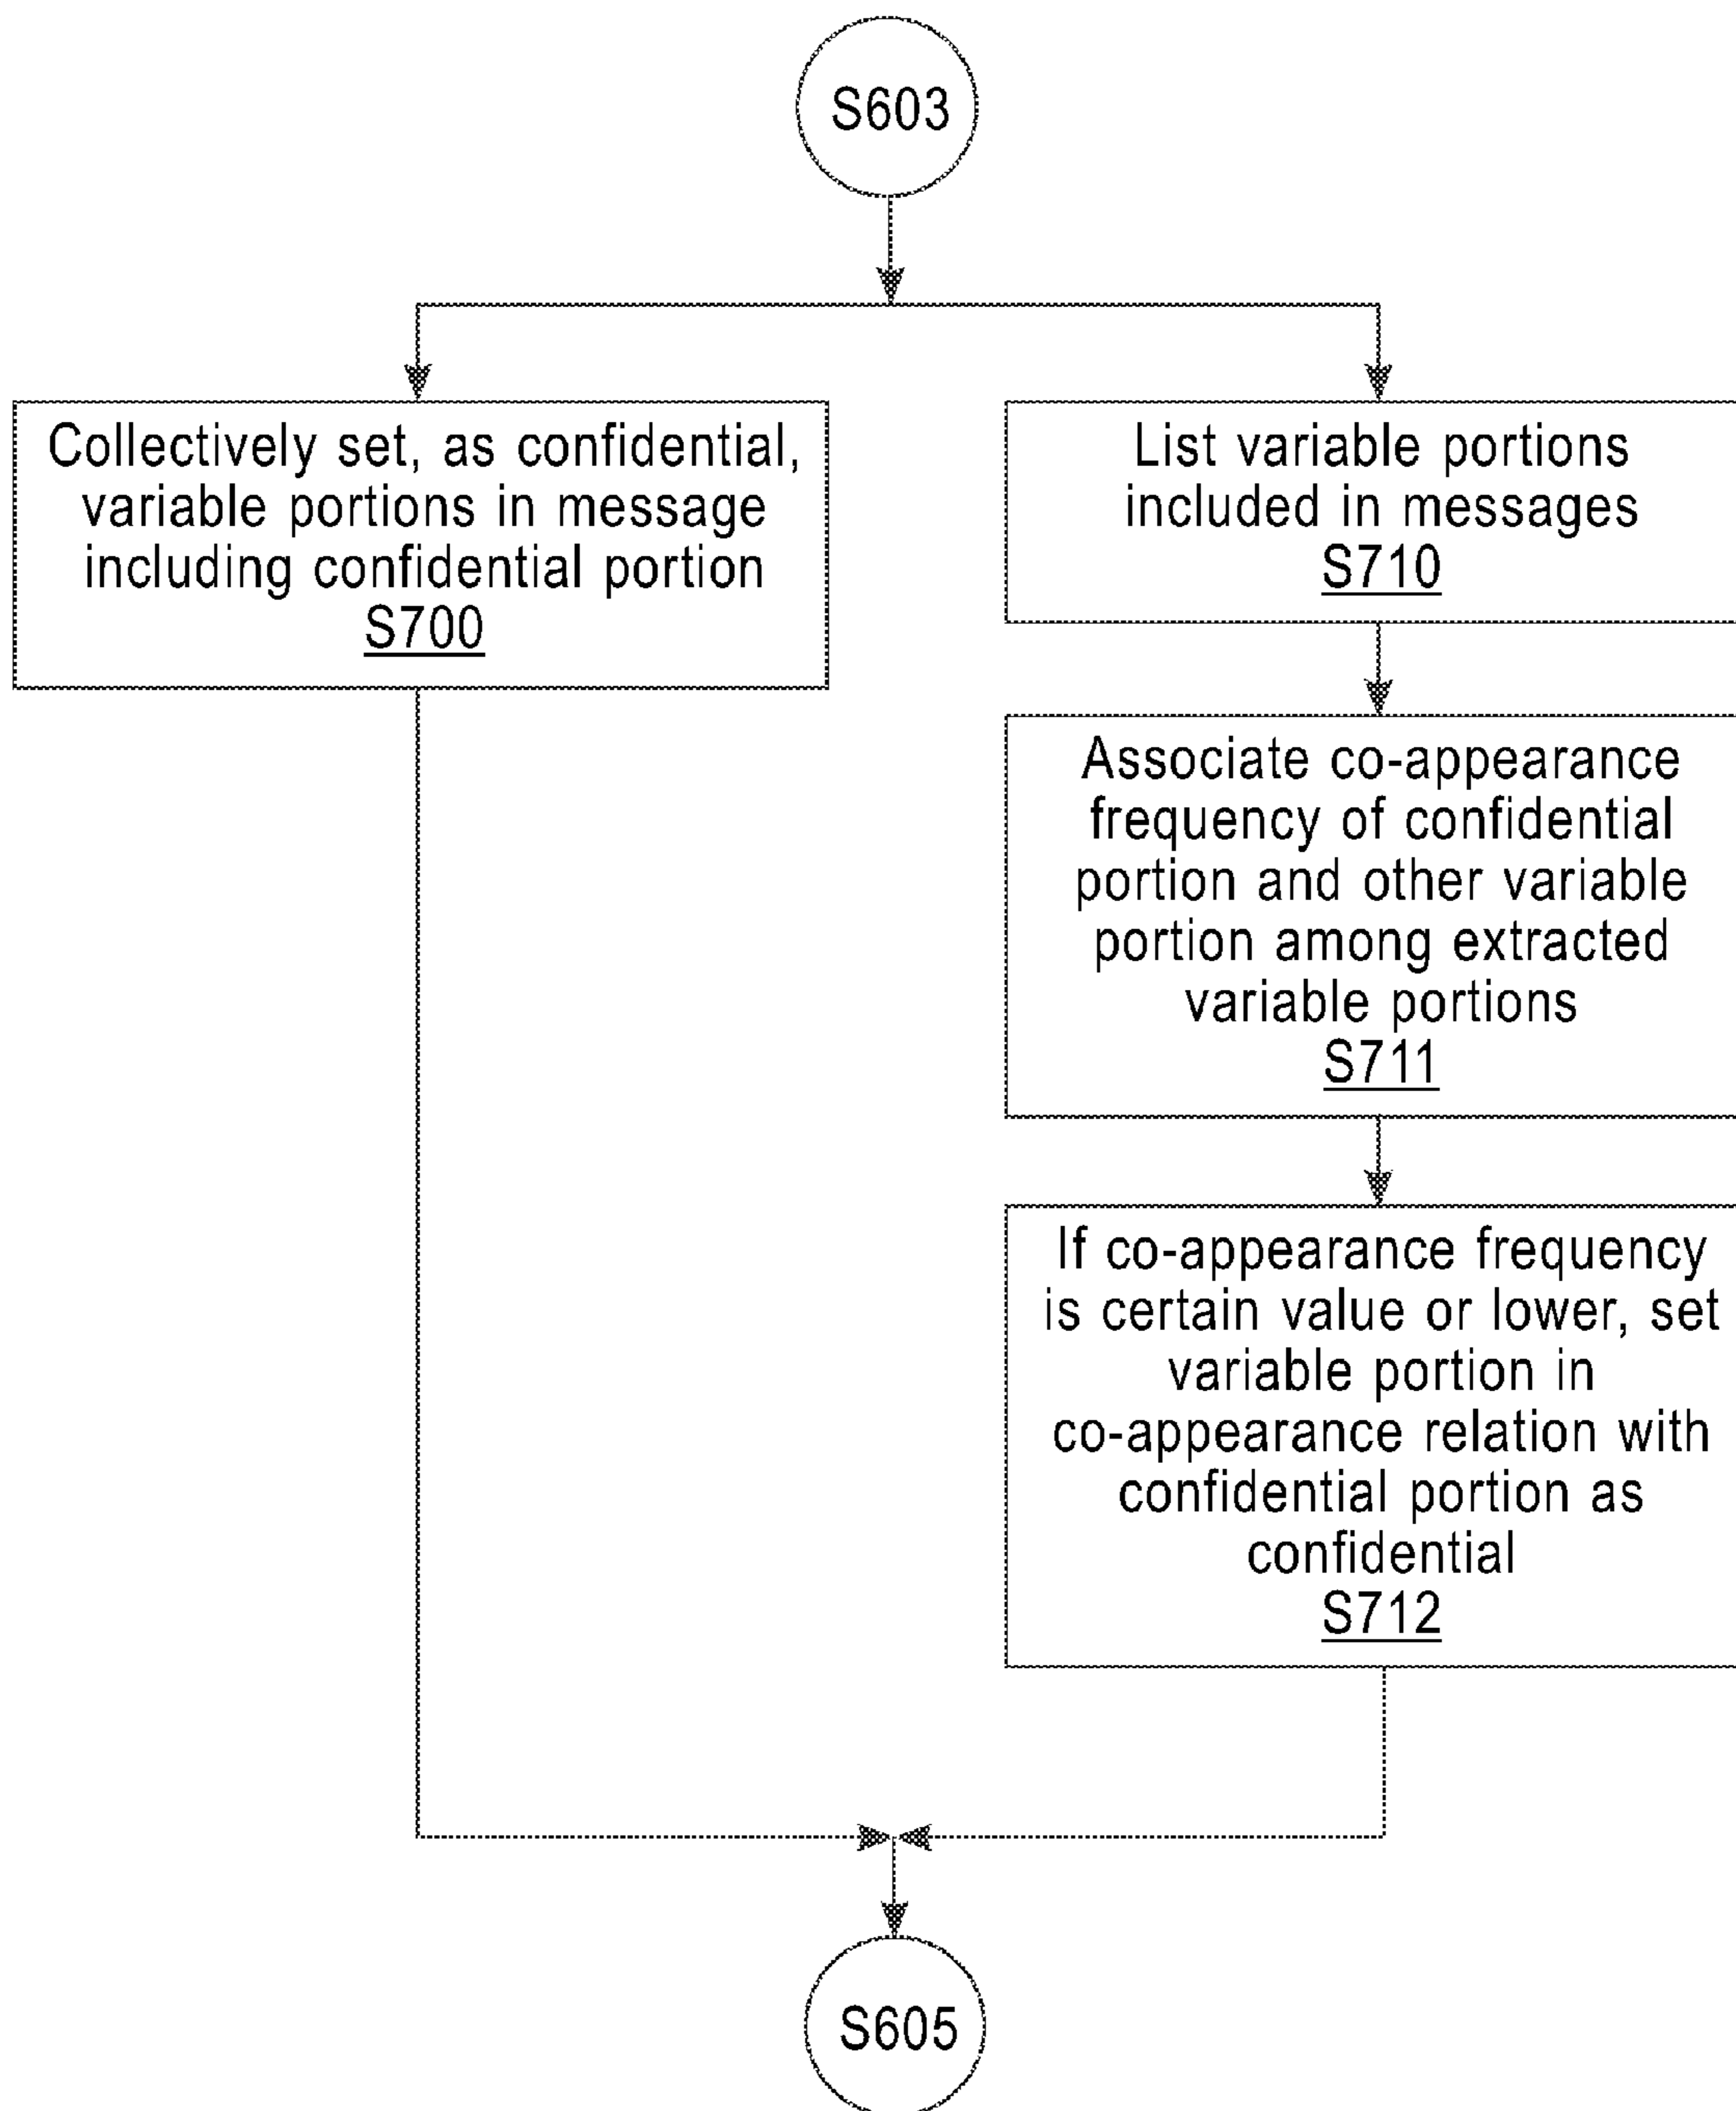 S603
Collectively set, as confidential,
variable portions in message
including confidential portion
S700
List variable portions
included in messages
S710
Associate co-appearance
frequency of confidential
portion and other variable
portion among extracted
variable portions
S711
If co-appearance frequency
is certain value or lower, set
variable portion in
co-appearance relation with
confidential portion as
confidential
S712
S605